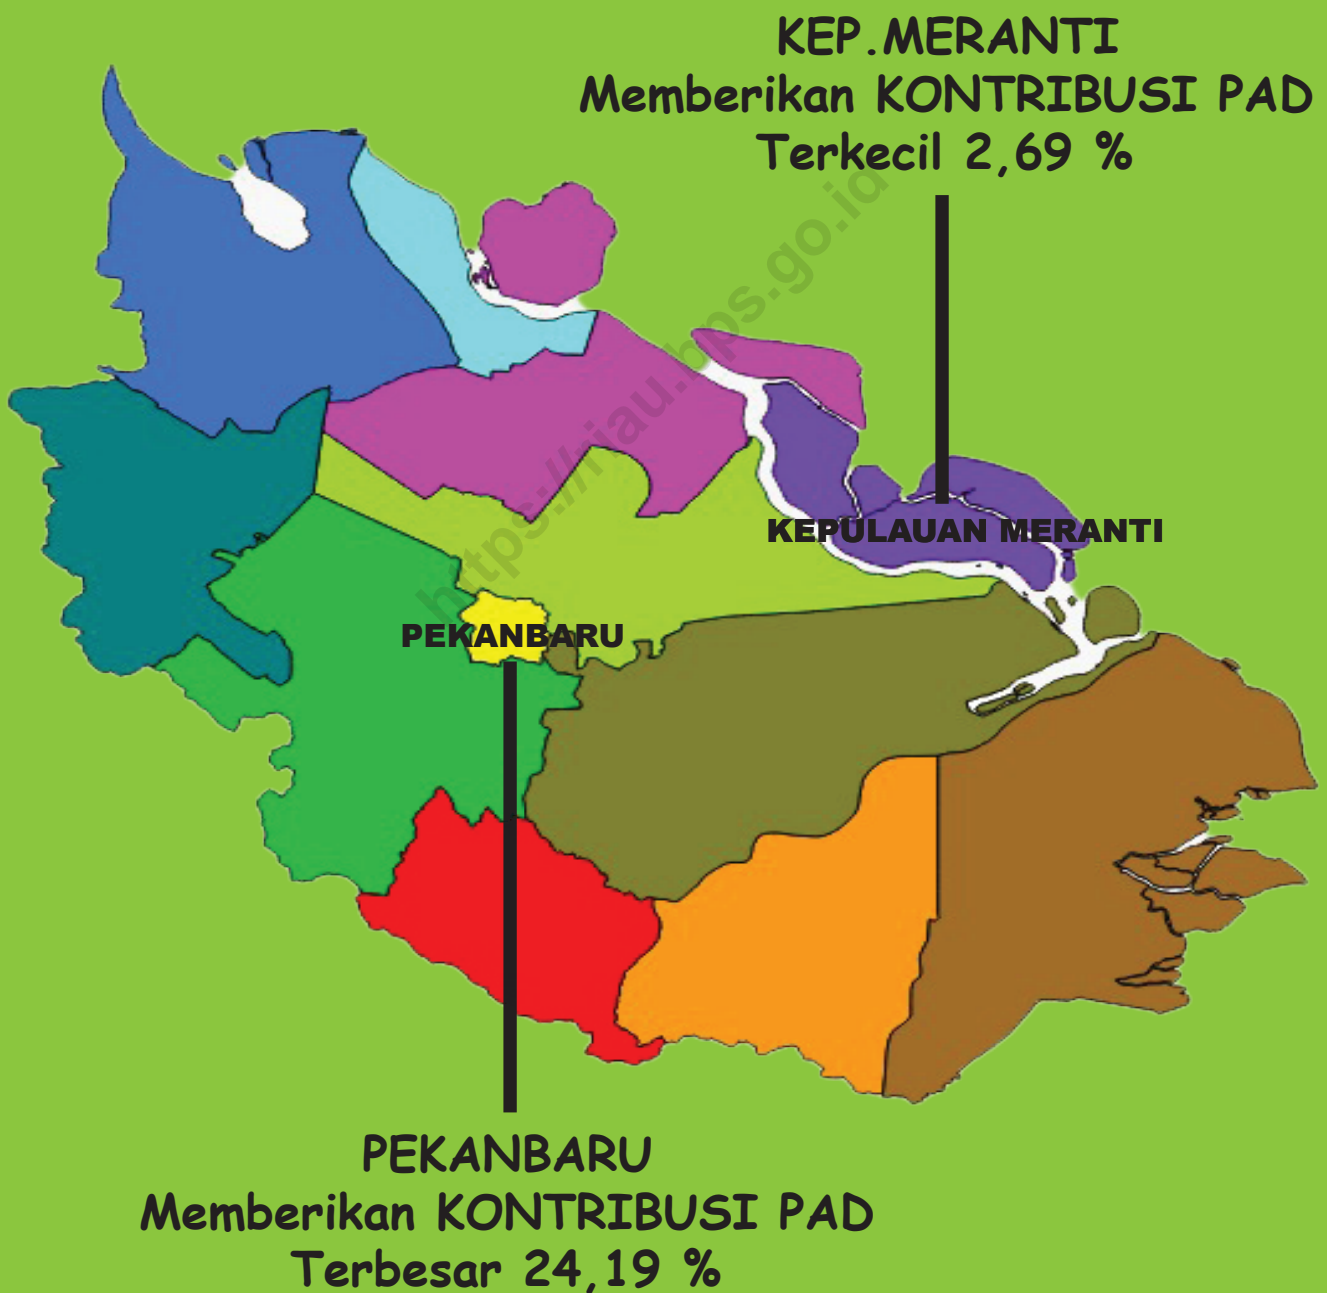 KEP.MERANTI
Memberikan KONTRIBUSI PAD
Terkecil 2,69 %
https://riau.bps.go.id
KEPULAUAN MERANTI
PEKANBARU
PEKANBARU
Memberikan KONTRIBUSI PAD
Terbesar 24,19 %